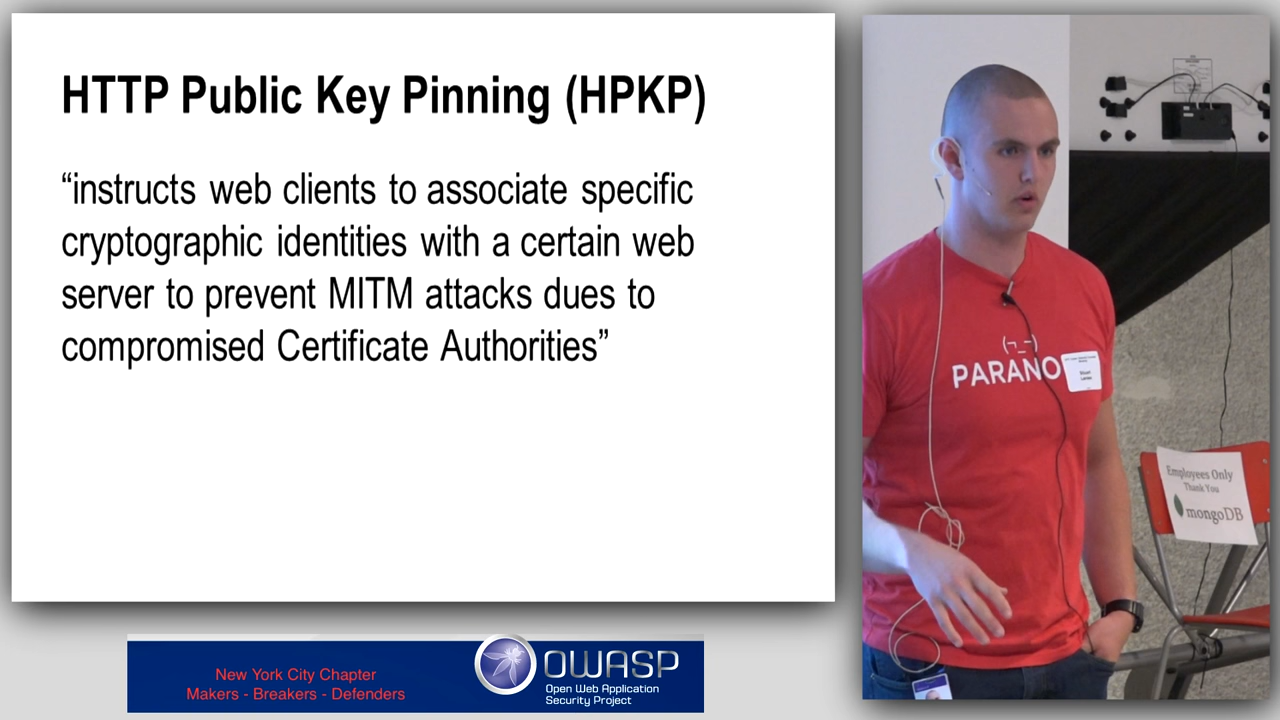 HTTP Public Key Pinning (HPKP)
“instructs web clients to associate specific
cryptographic identities with a certain web
server to prevent MITM attacks dues to
compromised Certificate Authorities”
New York City Chapter
Makers - Breakers - Defenders
OWASP
Open Web Application
Security Project
PARANO
Employees Only
Thank You
mongoDB